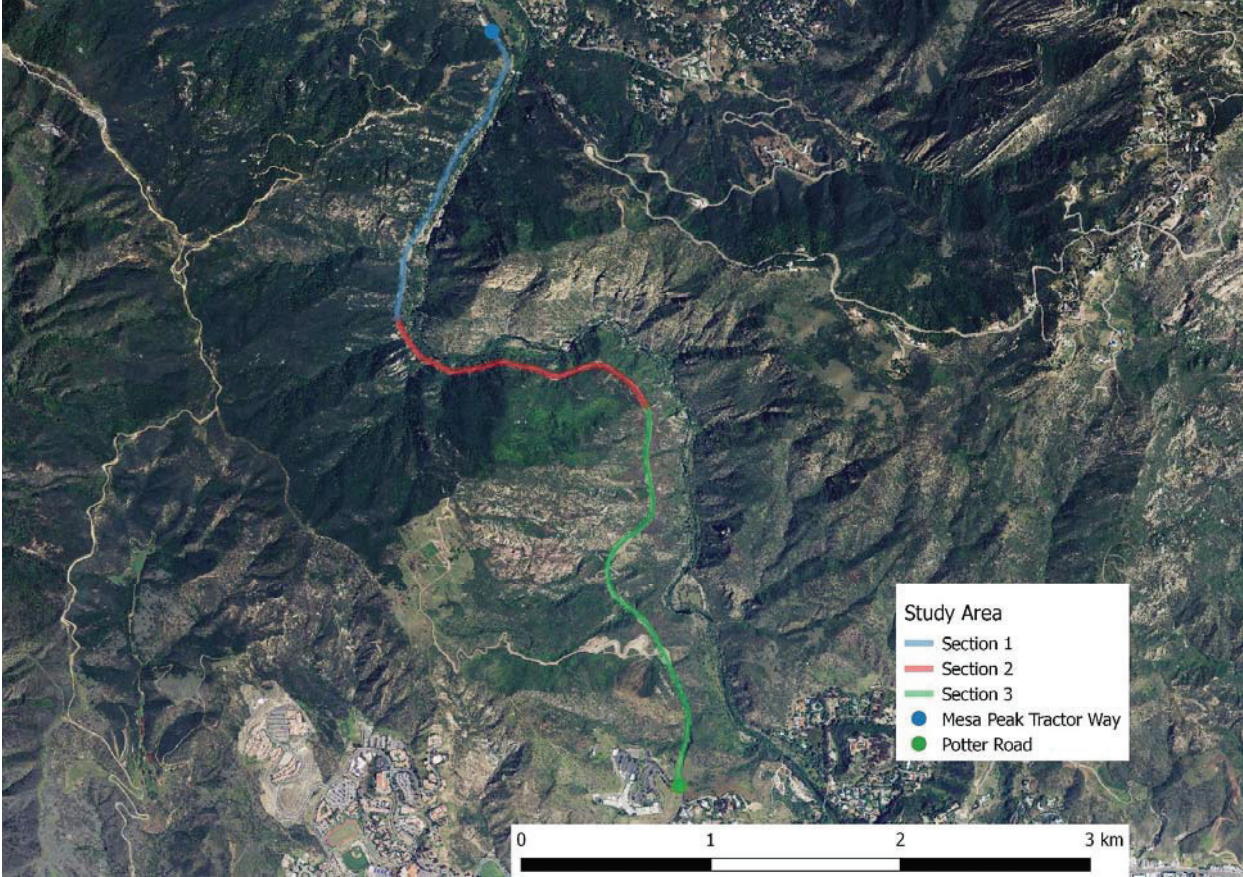 Study Area
Section 1
Section 2
Section 3
Mesa Peak Tractor Way
Potter Road
0 1 2 3 km